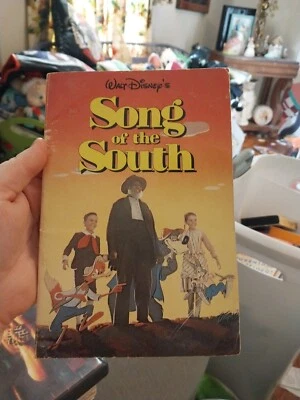 Walt Disney's
Song
of the
South